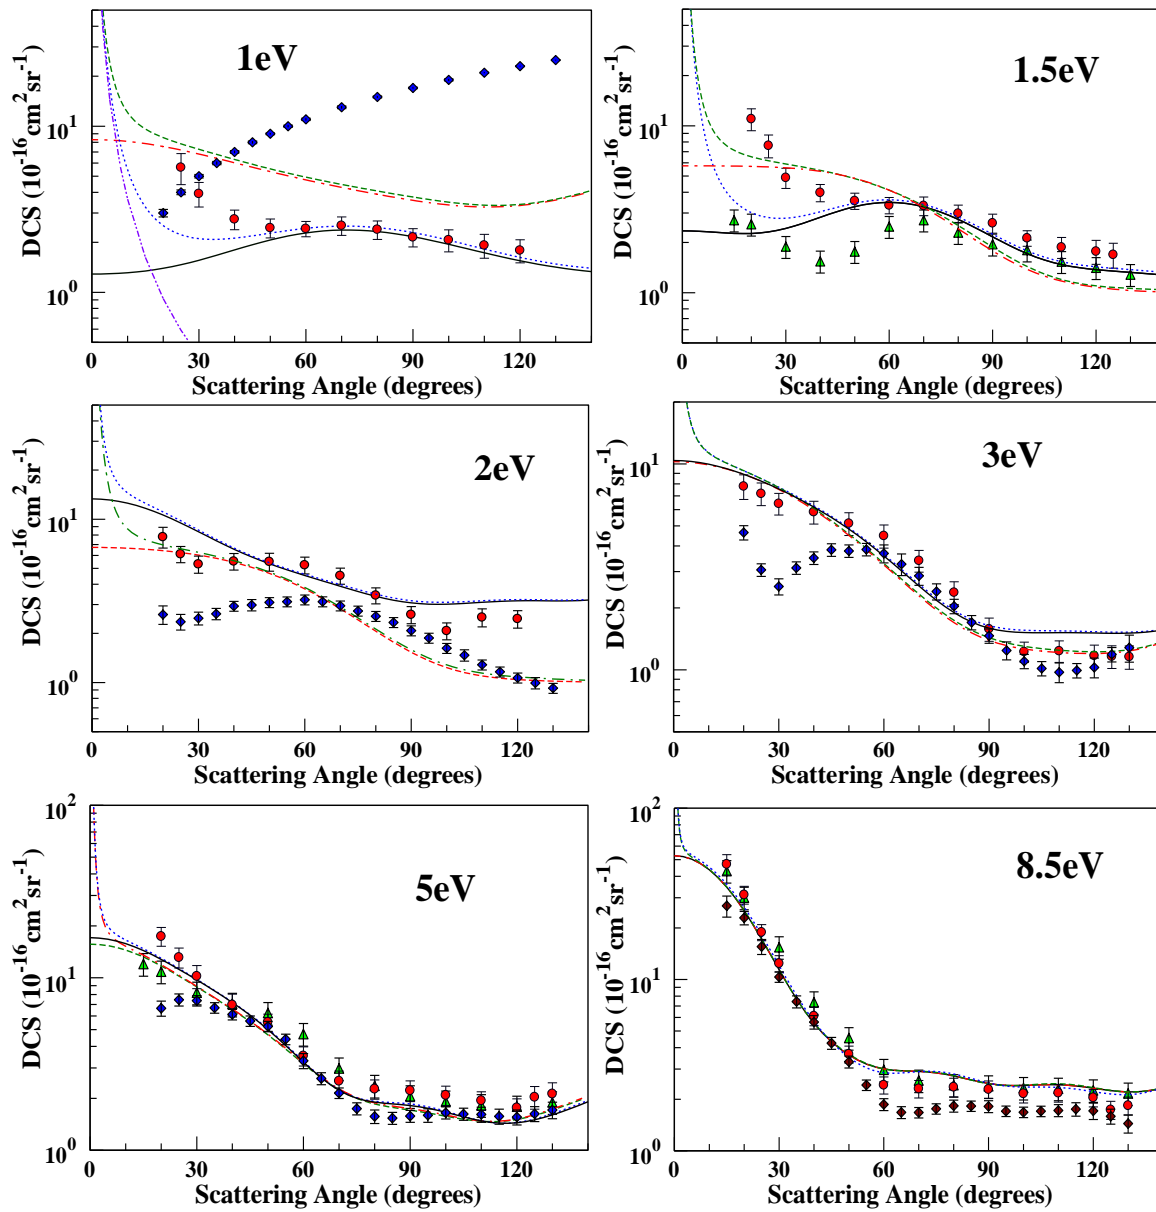 1eV
DCS (10⁻¹⁶cm²sr⁻¹)
10¹
10⁰
0 30 60 90 120
Scattering Angle (degrees)
1.5eV
DCS (10⁻¹⁶cm²sr⁻¹)
10¹
10⁰
0 30 60 90 120
Scattering Angle (degrees)
2eV
DCS (10⁻¹⁶cm²sr⁻¹)
10¹
10⁰
0 30 60 90 120
Scattering Angle (degrees)
3eV
DCS (10⁻¹⁶cm²sr⁻¹)
10¹
10⁰
0 30 60 90 120
Scattering Angle (degrees)
10²
5eV
DCS (10⁻¹⁶cm²sr⁻¹)
10¹
10⁰
0 30 60 90 120
Scattering Angle (degrees)
10²
8.5eV
DCS (10⁻¹⁶cm²sr⁻¹)
10¹
10⁰
0 30 60 90 120
Scattering Angle (degrees)